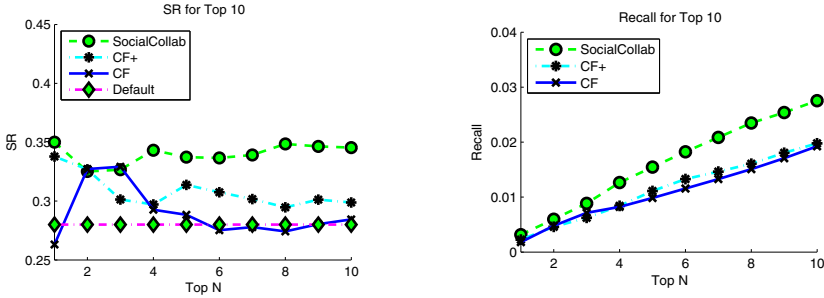 SR for Top 10
0.45
0.4
0.35
0.3
0.25
SR
SocialCollab
CF+
CF
Default
2
4
6
8
10
Top N
Recall for Top 10
0.04
0.03
0.02
0.01
0
Recall
SocialCollab
CF+
CF
2
4
6
8
10
Top N